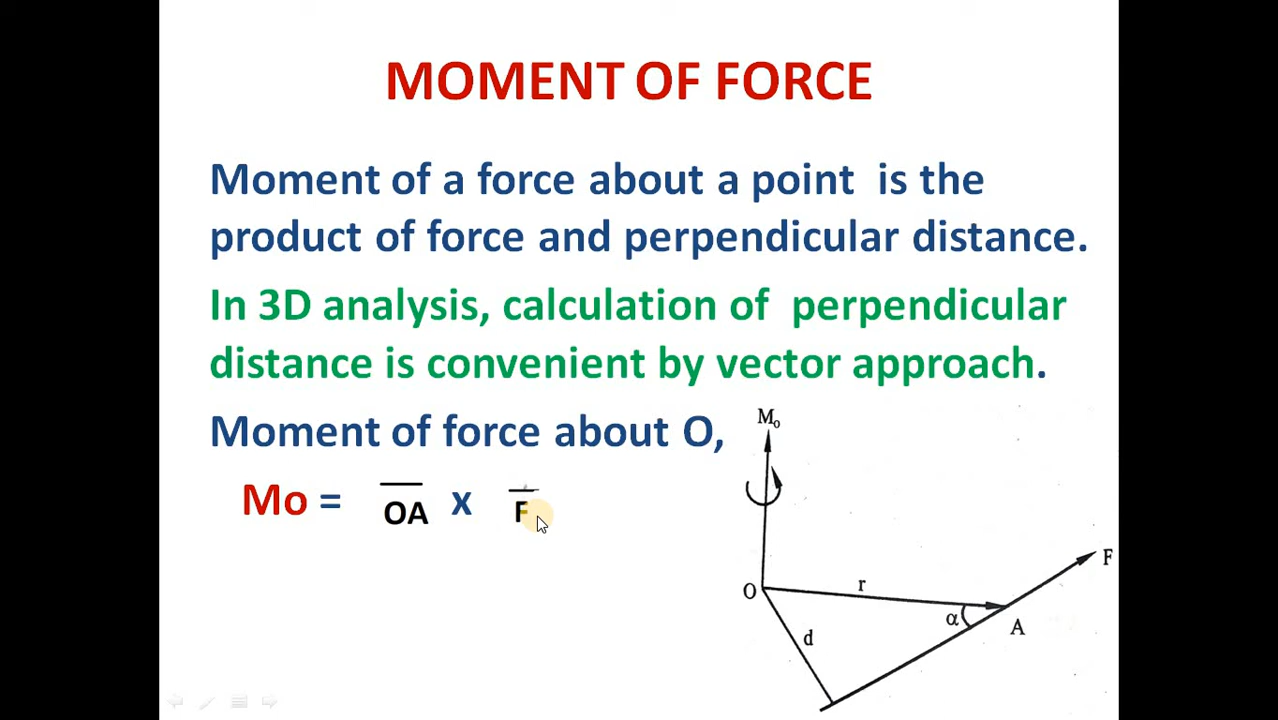 MOMENT OF FORCE
Moment of a force about a point is the
product of force and perpendicular distance.
In 3D analysis, calculation of perpendicular
distance is convenient by vector approach.
Moment of force about O,
Mo = OA x F
Mo
O
r
α
A
F
d